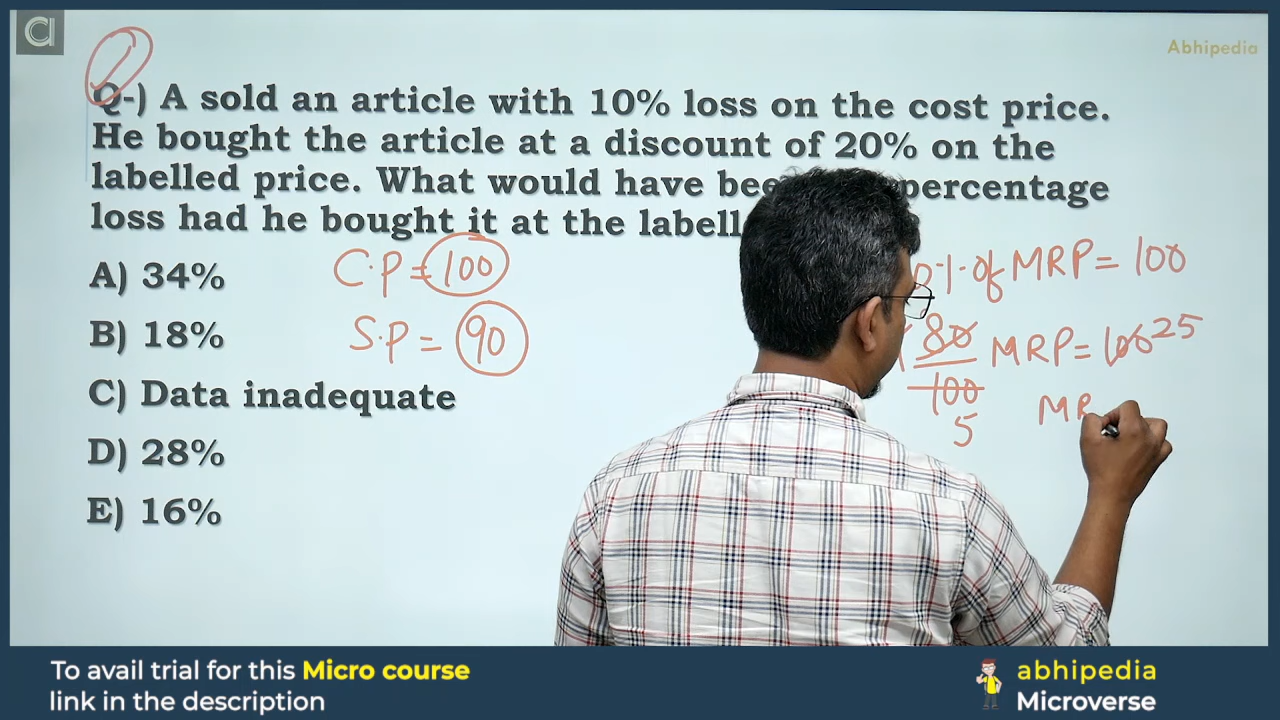 Abhipedia
Q-) A sold an article with 10% loss on the cost price.
He bought the article at a discount of 20% on the
labelled price. What would have percentage
loss had he bought it at the
A) 34%
B) 18%
C) Data inadequate
D) 28%
E) 16%
C.P = 100
S.P = 90
% of MRP = 100
80 MRP = 100 25
100
5
To avail trial for this Micro course
link in the description
abhipedia
Microverse